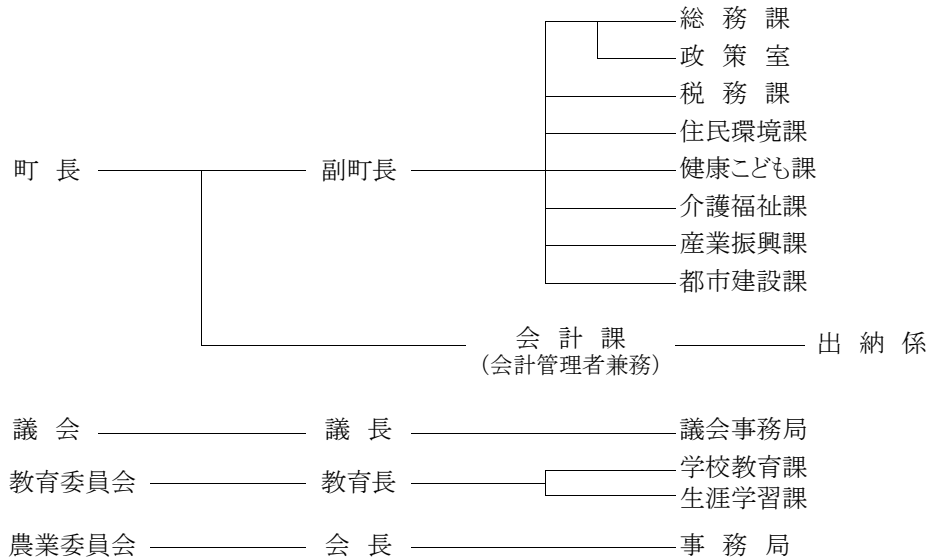 総務課
政策室
税務課
住民環境課
町長 副町長 健康こども課
介護福祉課
産業振興課
都市建設課
会計課 出納係
（会計管理者兼務）
議会 議長 議会事務局
学校教育課
教育委員会 教育長
生涯学習課
農業委員会 会長 事務局